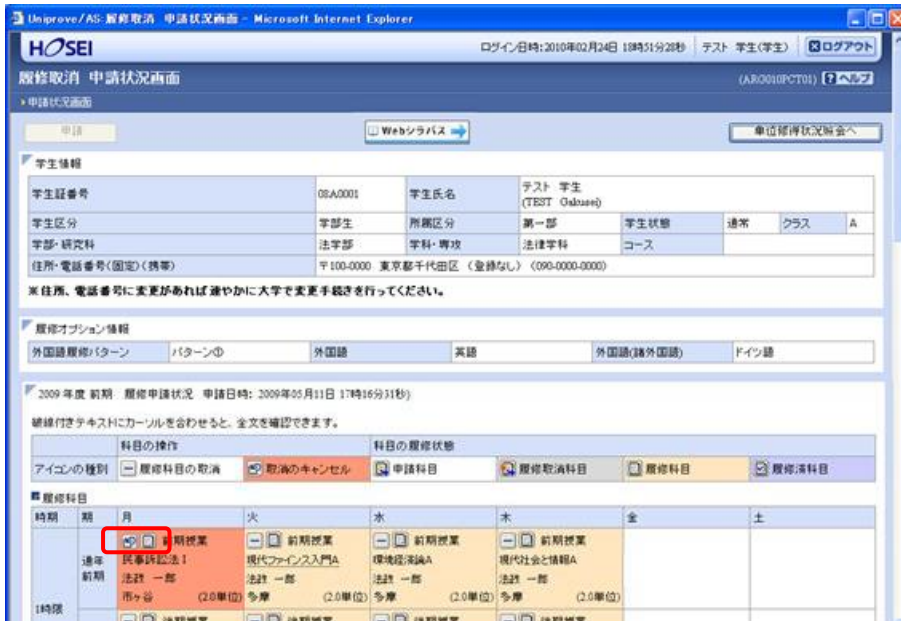 Uniprove/AS:履修取消 申請状況画面 - Microsoft Internet Explorer
HOSEI
ログイン日時:2010年02月24日 18時51分28秒 テスト 学生(学生) ログアウト
履修取消 申請状況画面 (ARO010PCT01) ? ヘルプ
申請状況画面
申請 Webシラバス 単位修得状況照会へ
学生情報
学生証番号 08A0001 学生氏名 テスト 学生
(TEST Gakusei)
学生区分 学部生 所属区分 第一部 学生状態 通常 クラス A
学部・研究科 法学部 学科・専攻 法律学科 コース
住所・電話番号(固定)(携帯) 〒100-0000 東京都千代田区 (登録なし) (090-0000-0000)
※住所、電話番号に変更があれば速やかに大学で変更手続きを行ってください。
履修オプション情報
外国語履修パターン パターン① 外国語 英語 外国語(諸外国語) ドイツ語
2009 年度 前期 履修申請状況 申請日時: 2009年05月11日 17時16分31秒)
破線付きテキストにカーソルを合わせると、全文を確認できます。
科目の操作 科目の履修状態
アイコンの種別 履修科目の取消 取消のキャンセル 申請科目 履修取消科目 履修科目 履修済科目
履修科目
時期 期 月 火 水 木 金 土
前期授業 前期授業 前期授業 前期授業
通年 民事訴訟法Ⅰ 現代ファイナンス入門A 環境経済論A 現代社会と情報A
前期 法政 一郎 法政 一郎 法政 一郎 法政 一郎
市ヶ谷 (2.0単位) 多摩 (2.0単位) 多摩 (2.0単位) 多摩 (2.0単位)
1時限